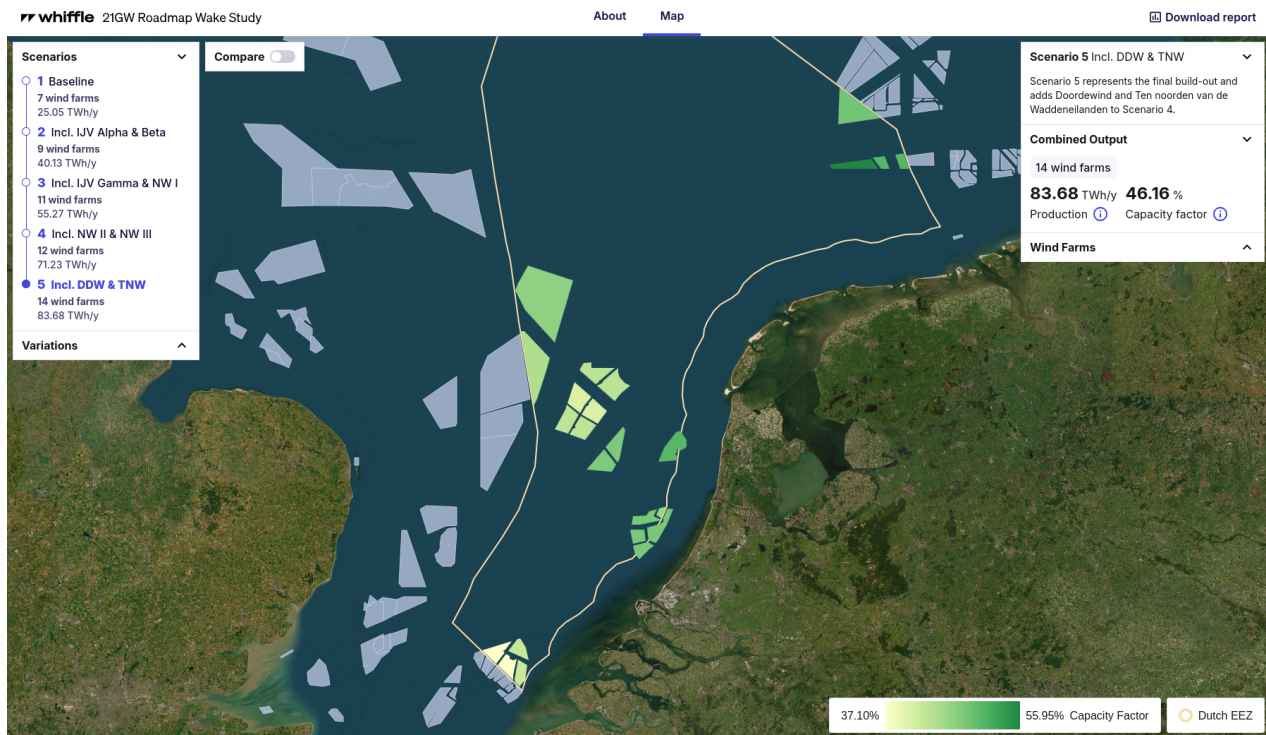 whiffle 21GW Roadmap Wake Study
About
Map
Download report
Scenarios
1 Baseline
7 wind farms
25.05 TWh/y
2 Incl. IJV Alpha & Beta
9 wind farms
40.13 TWh/y
3 Incl. IJV Gamma & NW I
11 wind farms
55.27 TWh/y
4 Incl. NW II & NW III
12 wind farms
71.23 TWh/y
5 Incl. DDW & TNW
14 wind farms
83.68 TWh/y
Variations
Compare
Scenario 5 Incl. DDW & TNW
Scenario 5 represents the final build-out and
adds Doordewind and Ten noorden van de
Waddeneilanden to Scenario 4.
Combined Output
14 wind farms
83.68 TWh/y 46.16 %
Production Capacity factor
Wind Farms
37.10% 55.95% Capacity Factor
Dutch EEZ